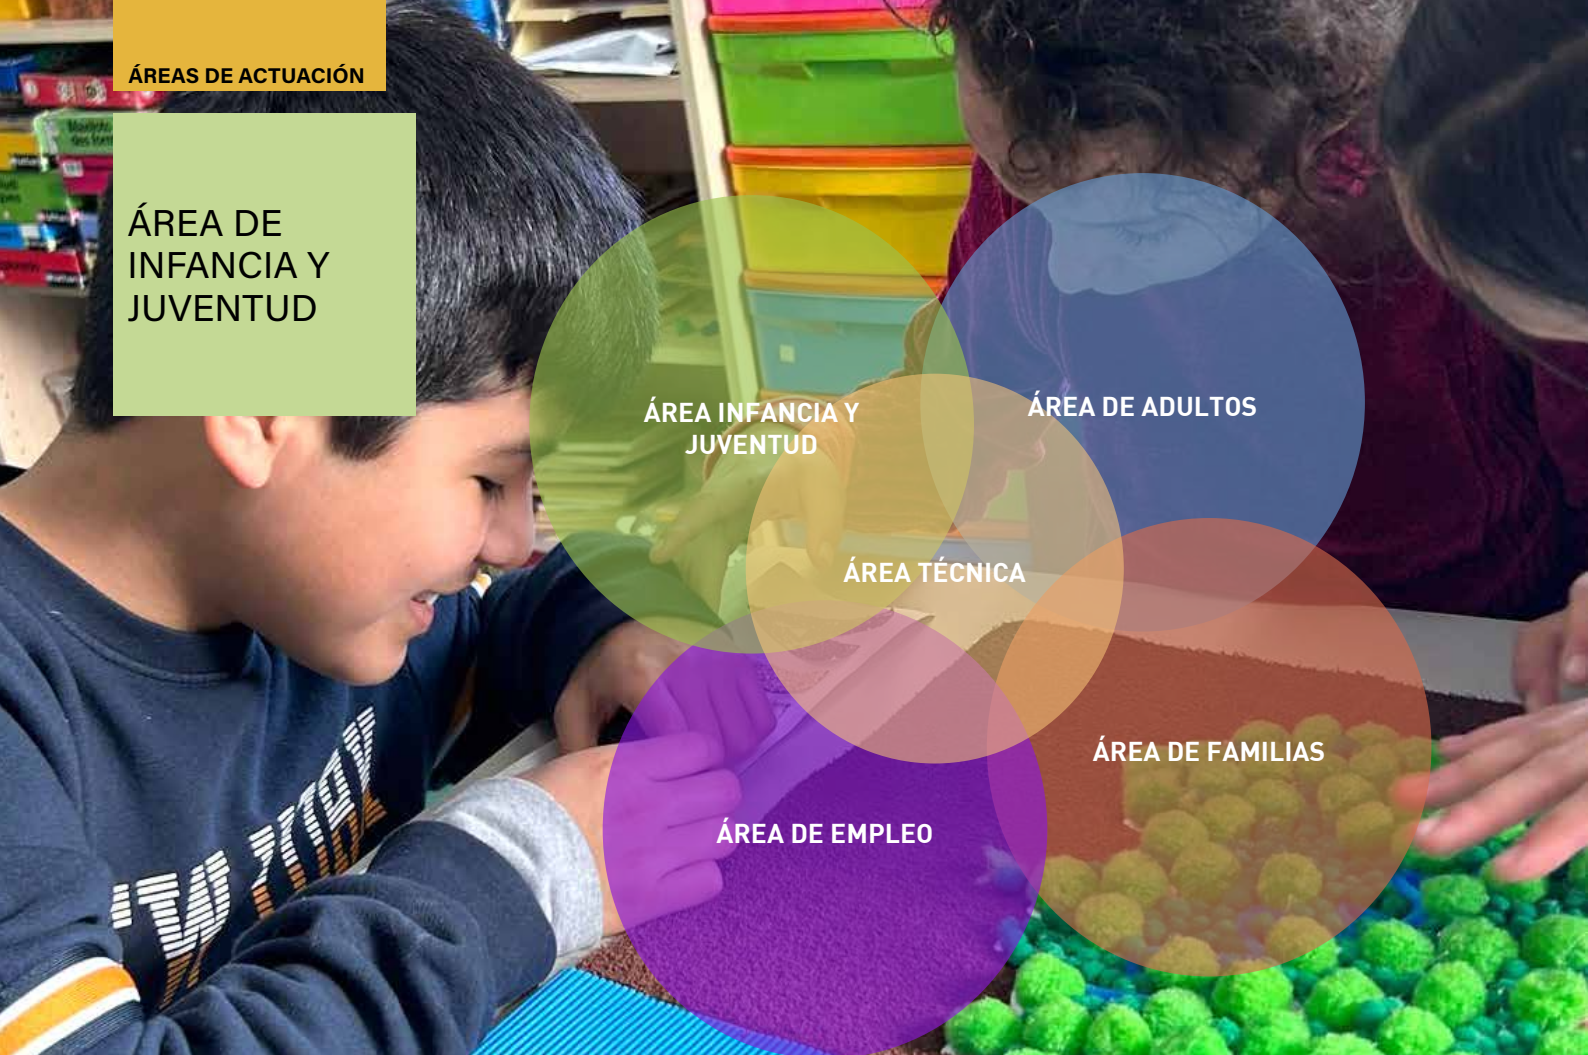 ÁREAS DE ACTUACIÓN
ÁREA DE
INFANCIA Y
JUVENTUD
ÁREA INFANCIA Y
JUVENTUD
ÁREA DE ADULTOS
ÁREA TÉCNICA
ÁREA DE FAMILIAS
ÁREA DE EMPLEO